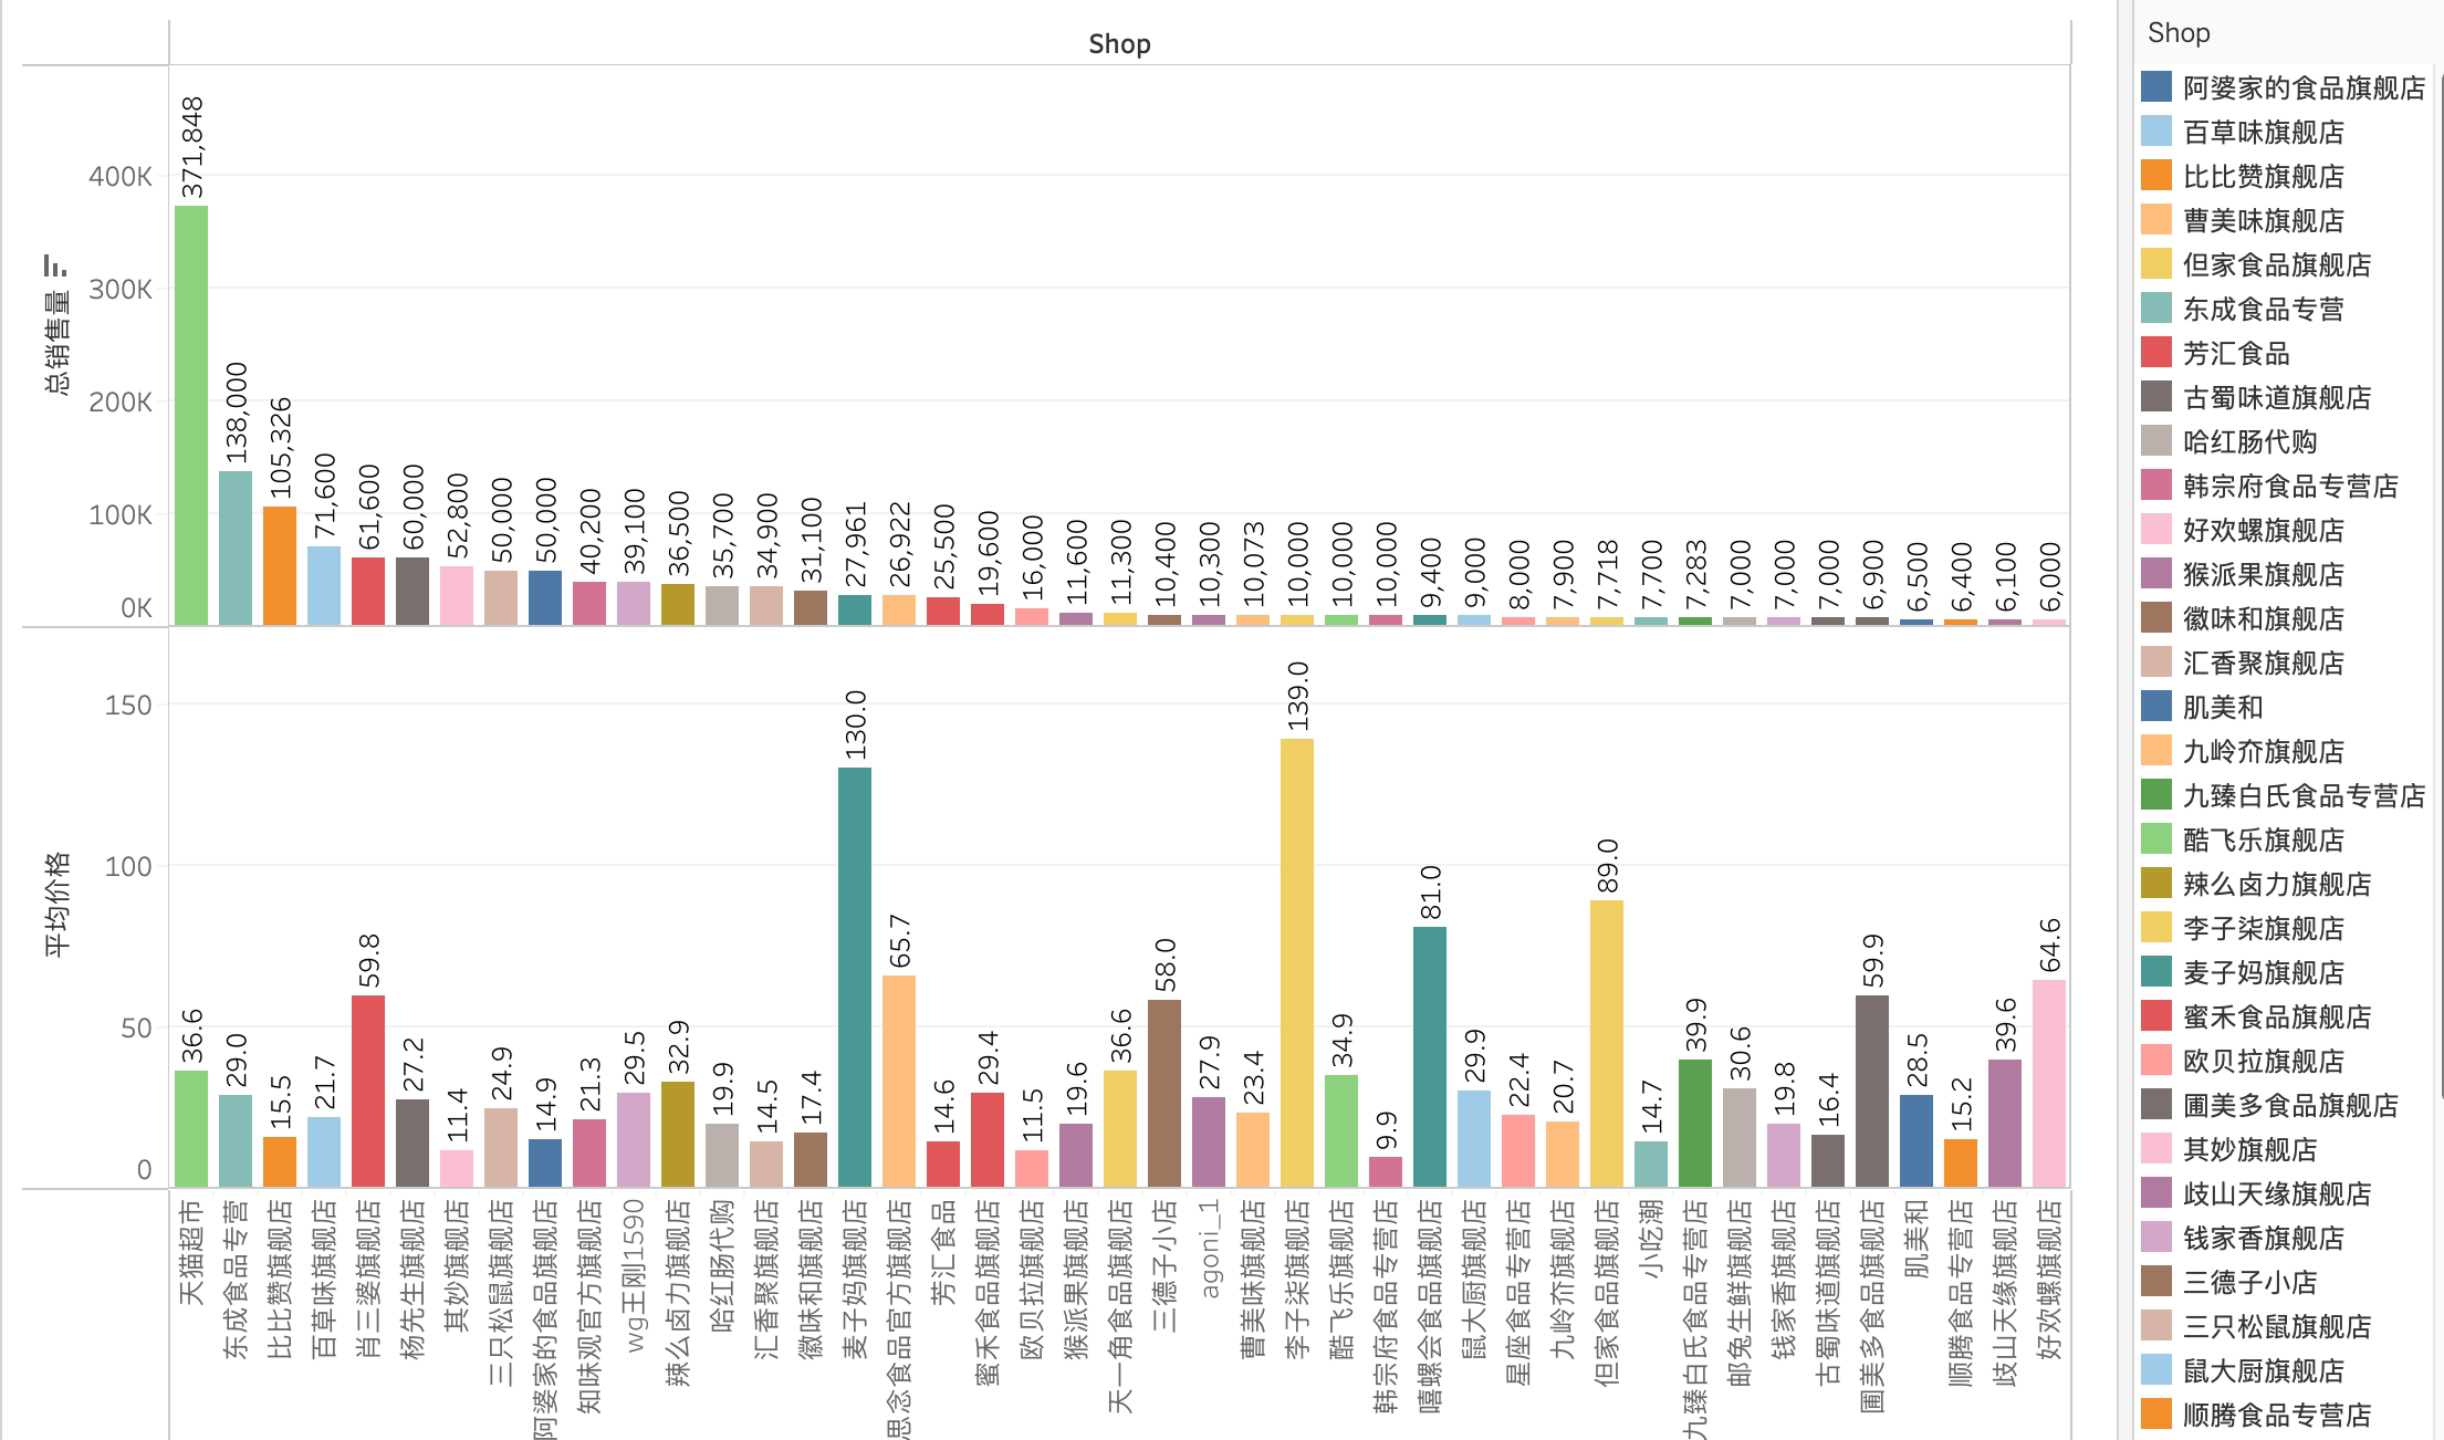 Shop
总销售量
400K
300K
200K
100K
0K
371,848
138,000
105,326
71,600
61,600
60,000
52,800
50,000
50,000
40,200
39,100
36,500
35,700
34,900
31,100
27,961
26,922
25,500
19,600
16,000
11,600
11,300
10,400
10,300
10,073
10,000
10,000
10,000
9,400
9,000
8,000
7,900
7,718
7,700
7,283
7,000
7,000
7,000
6,900
6,500
6,400
6,100
6,000
平均价格
150
100
50
0
36.6
29.0
15.5
21.7
59.8
27.2
11.4
24.9
14.9
21.3
29.5
32.9
19.9
14.5
17.4
130.0
65.7
14.6
29.4
11.5
19.6
36.6
58.0
27.9
23.4
139.0
34.9
9.9
81.0
29.9
22.4
20.7
89.0
14.7
39.9
30.6
19.8
16.4
59.9
28.5
15.2
39.6
64.6
天猫超市
东成食品专营
比比赞旗舰店
百草味旗舰店
肖三婆旗舰店
杨先生旗舰店
其妙旗舰店
三只松鼠旗舰店
阿婆家的食品旗舰店
知味观官方旗舰店
wg王刚1590
辣么卤力旗舰店
哈红肠代购
汇香聚旗舰店
徽味和旗舰店
麦子妈旗舰店
思念食品官方旗舰店
芳汇食品
蜜禾食品旗舰店
欧贝拉旗舰店
猴派果旗舰店
天一角食品旗舰店
三德子小店
agoni_1
曹美味旗舰店
李子柒旗舰店
酷飞乐旗舰店
韩宗府食品专营店
嘻螺会食品旗舰店
鼠大厨旗舰店
星座食品专营店
九岭夼旗舰店
但家食品旗舰店
小吃潮
九臻白氏食品专营店
邮兔生鲜旗舰店
钱家香旗舰店
古蜀味道旗舰店
圃美多食品旗舰店
肌美和
顺腾食品专营店
歧山天缘旗舰店
好欢螺旗舰店
Shop
阿婆家的食品旗舰店
百草味旗舰店
比比赞旗舰店
曹美味旗舰店
但家食品旗舰店
东成食品专营
芳汇食品
古蜀味道旗舰店
哈红肠代购
韩宗府食品专营店
好欢螺旗舰店
猴派果旗舰店
徽味和旗舰店
汇香聚旗舰店
肌美和
九岭夼旗舰店
九臻白氏食品专营店
酷飞乐旗舰店
辣么卤力旗舰店
李子柒旗舰店
麦子妈旗舰店
蜜禾食品旗舰店
欧贝拉旗舰店
圃美多食品旗舰店
其妙旗舰店
歧山天缘旗舰店
钱家香旗舰店
三德子小店
三只松鼠旗舰店
鼠大厨旗舰店
顺腾食品专营店